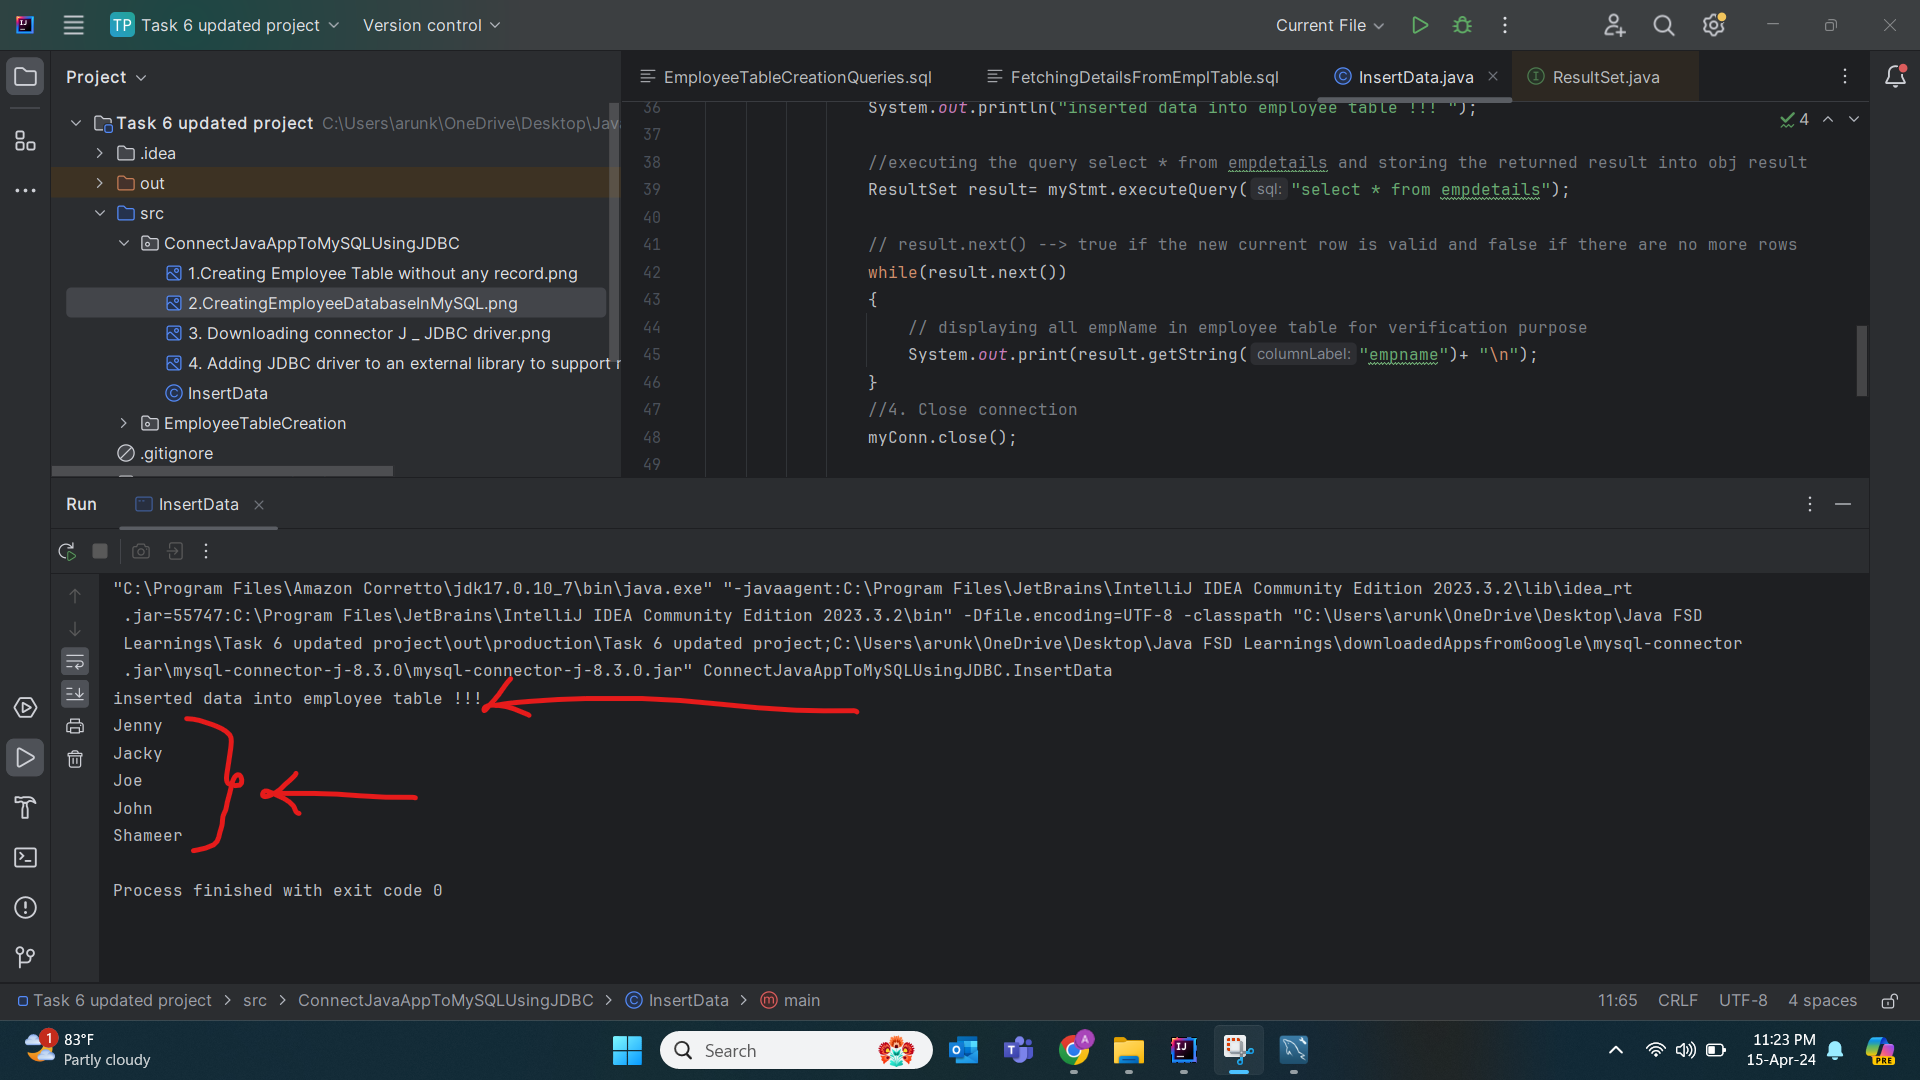 TP Task 6 updated project Version control Current File
Project
EmployeeTableCreationQueries.sql FetchingDetailsFromEmplTable.sql InsertData.java ResultSet.java
Task 6 updated project C:\Users\arunk\OneDrive\Desktop\Jav
.idea
out
src
ConnectJavaAppToMySQLUsingJDBC
1.Creating Employee Table without any record.png
2.CreatingEmployeeDatabaseInMySQL.png
3. Downloading connector J _ JDBC driver.png
4. Adding JDBC driver to an external library to support
InsertData
EmployeeTableCreation
.gitignore
4
36 System.out.println("inserted data into employee table !!! ");
37
38 //executing the query select * from empdetails and storing the returned result into obj result
39 ResultSet result= myStmt.executeQuery( sql: "select * from empdetails");
40
41 // result.next() --> true if the new current row is valid and false if there are no more rows
42 while(result.next())
43 {
44 // displaying all empName in employee table for verification purpose
45 System.out.print(result.getString( columnLabel: "empname")+ "\n");
46 }
47 //4. Close connection
48 myConn.close();
49
Run InsertData
"C:\Program Files\Amazon Corretto\jdk17.0.10_7\bin\java.exe" "-javaagent:C:\Program Files\JetBrains\IntelliJ IDEA Community Edition 2023.3.2\lib\idea_rt
.jar=55747:C:\Program Files\JetBrains\IntelliJ IDEA Community Edition 2023.3.2\bin" -Dfile.encoding=UTF-8 -classpath "C:\Users\arunk\OneDrive\Desktop\Java FSD
Learnings\Task 6 updated project\out\production\Task 6 updated project;C:\Users\arunk\OneDrive\Desktop\Java FSD Learnings\downloadedAppsfromGoogle\mysql-connector
.jar\mysql-connector-j-8.3.0\mysql-connector-j-8.3.0.jar" ConnectJavaAppToMySQLUsingJDBC.InsertData
inserted data into employee table !!!
Jenny
Jacky
Joe
John
Shameer
Process finished with exit code 0
Task 6 updated project > src > ConnectJavaAppToMySQLUsingJDBC > InsertData > main 11:65 CRLF UTF-8 4 spaces
1 83°F
Partly cloudy
Search
A
PRE
11:23 PM
15-Apr-24